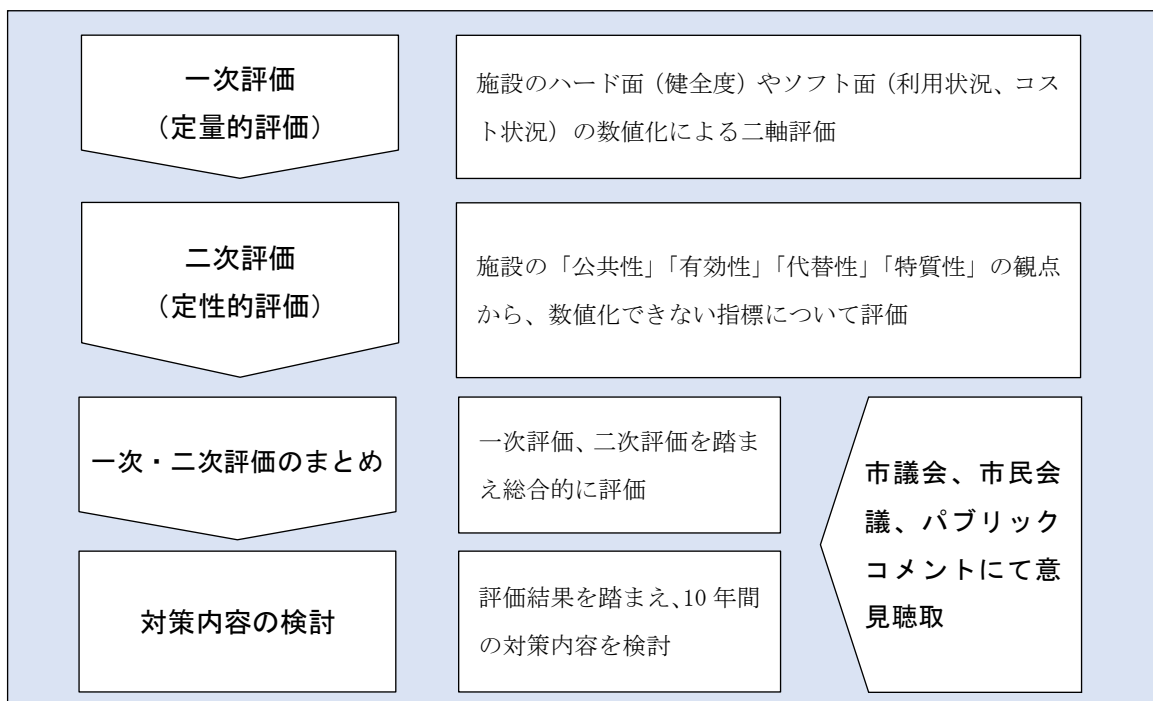 一次評価
（定量的評価）
施設のハード面（健全度）やソフト面（利用状況、コス
ト状況）の数値化による二軸評価
二次評価
（定性的評価）
施設の「公共性」「有効性」「代替性」「特質性」の観点
から、数値化できない指標について評価
一次・二次評価のまとめ
一次評価、二次評価を踏ま
え総合的に評価
対策内容の検討
評価結果を踏まえ、10 年間
の対策内容を検討
市議会、市民会
議、パブリック
コメントにて意
見聴取